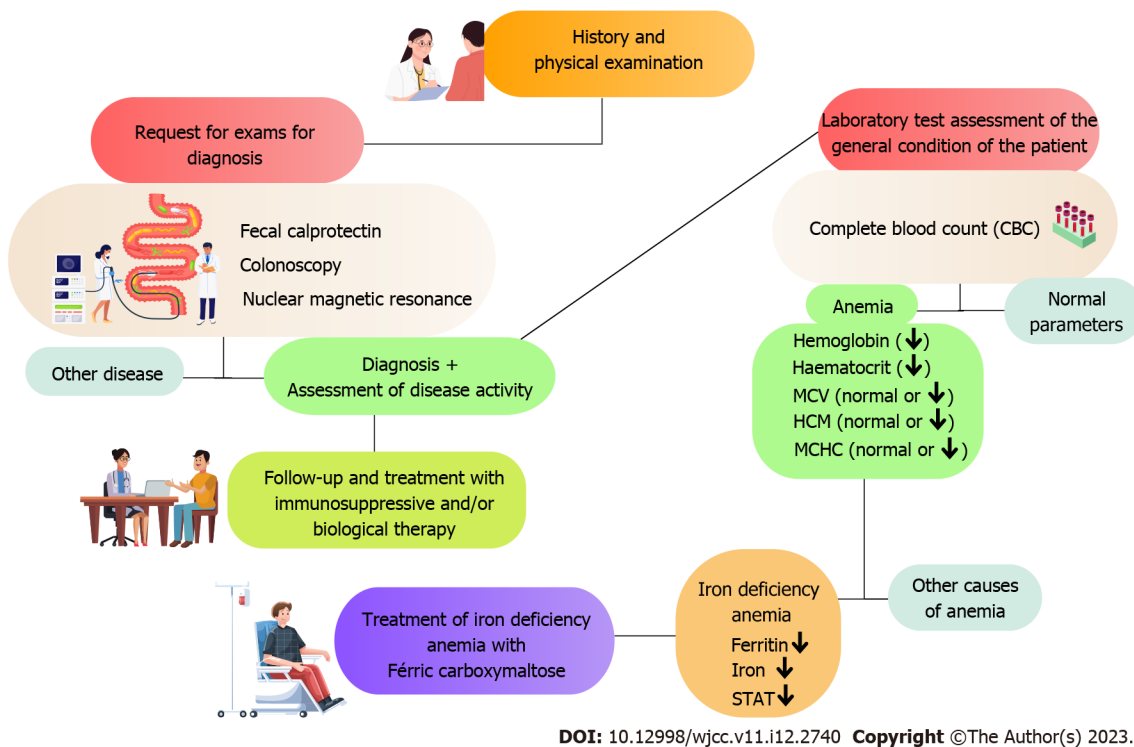 History and
physical examination
Request for exams for
diagnosis
Laboratory test assessment of the
general condition of the patient
Fecal calprotectin
Colonoscopy
Nuclear magnetic resonance
Complete blood count (CBC)
Anemia
Normal
parameters
Hemoglobin (↓)
Haematocrit (↓)
MCV (normal or ↓)
HCM (normal or ↓)
MCHC (normal or ↓)
Other disease
Diagnosis +
Assessment of disease activity
Follow-up and treatment with
immunosuppressive and/or
biological therapy
Iron deficiency
anemia
Ferritin ↓
Iron ↓
STAT ↓
Other causes
of anemia
Treatment of iron deficiency
anemia with
Férric carboxymaltose
DOI: 10.12998/wjcc.v11.i12.2740 Copyright ©The Author(s) 2023.